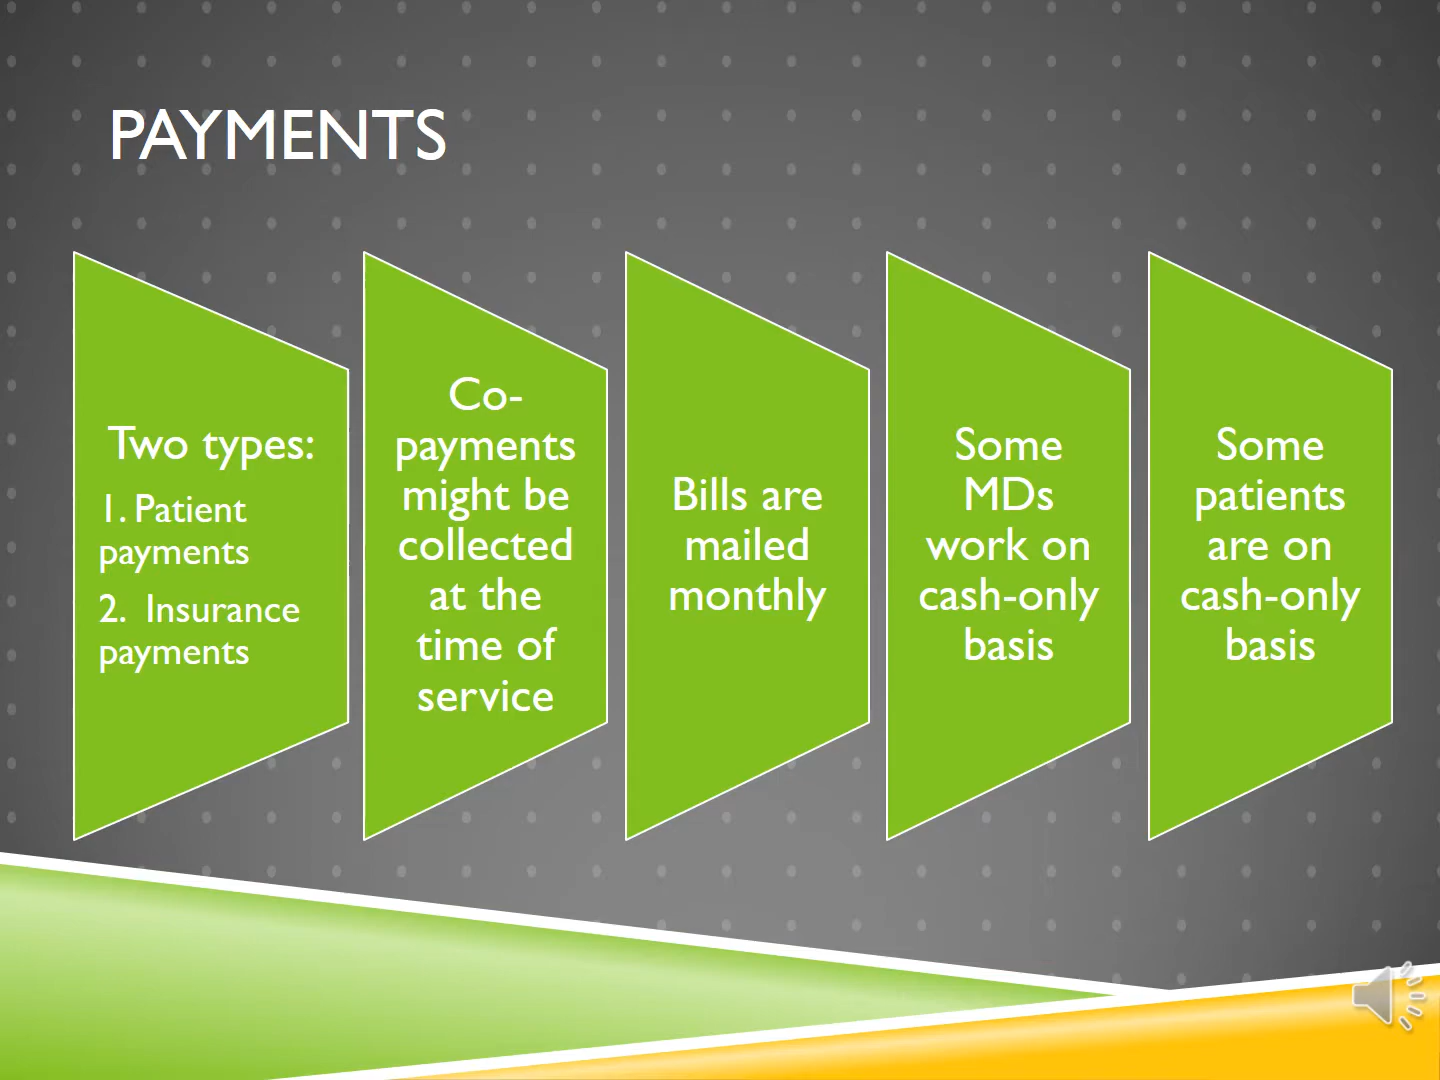 PAYMENTS
Two types:
1. Patient
payments
2. Insurance
payments
Co-
payments
might be
collected
at the
time of
service
Bills are
mailed
monthly
Some
MDs
work on
cash-only
basis
Some
patients
are on
cash-only
basis